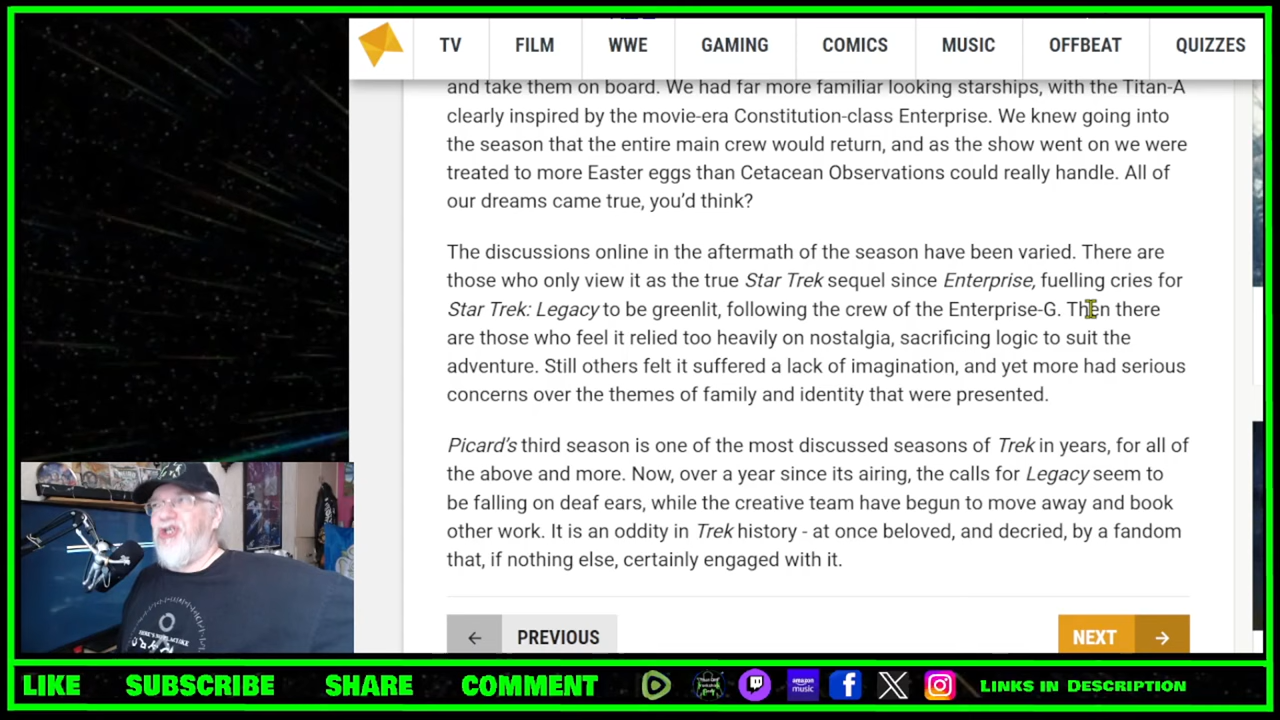 TV FILM WWE GAMING COMICS MUSIC OFFBEAT QUIZZES
and take them on board. We had far more familiar looking starships, with the Titan-A
clearly inspired by the movie-era Constitution-class Enterprise. We knew going into
the season that the entire main crew would return, and as the show went on we were
treated to more Easter eggs than Cetacean Observations could really handle. All of
our dreams came true, you’d think?
The discussions online in the aftermath of the season have been varied. There are
those who only view it as the true Star Trek sequel since Enterprise, fuelling cries for
Star Trek: Legacy to be greenlit, following the crew of the Enterprise-G. Then there
are those who feel it relied too heavily on nostalgia, sacrificing logic to suit the
adventure. Still others felt it suffered a lack of imagination, and yet more had serious
concerns over the themes of family and identity that were presented.
Picard’s third season is one of the most discussed seasons of Trek in years, for all of
the above and more. Now, over a year since its airing, the calls for Legacy seem to
be falling on deaf ears, while the creative team have begun to move away and book
other work. It is an oddity in Trek history - at once beloved, and decried, by a fandom
that, if nothing else, certainly engaged with it.
← PREVIOUS NEXT →
LIKE SUBSCRIBE SHARE COMMENT amazon music Links in Description